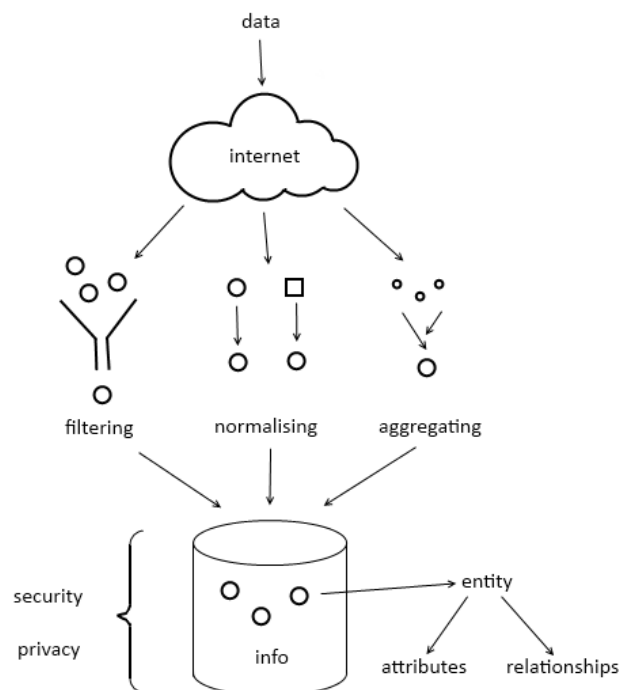 data
internet
filtering
normalising
aggregating
security
entity
privacy
info
attributes
relationships